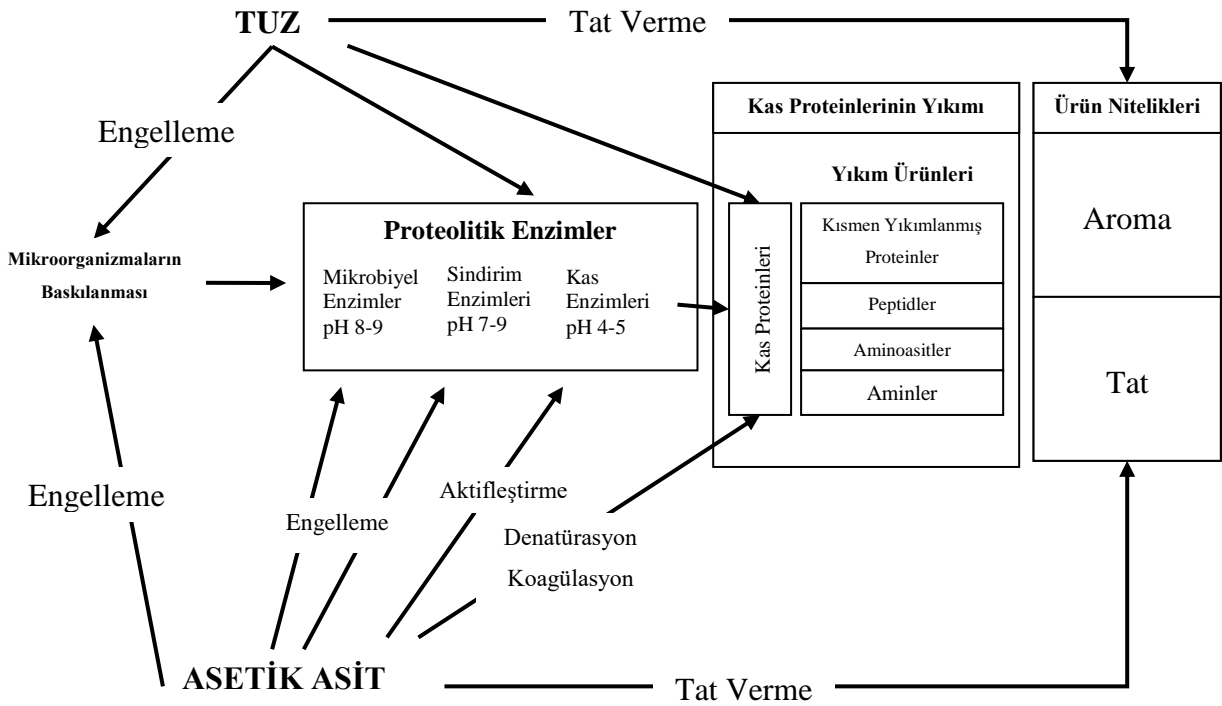 TUZ
Tat Verme
Engelleme
Kas Proteinlerinin Yıkımı
Ürün Nitelikleri
Yıkım Ürünleri
Kas Proteinleri
Kısmen Yıkımlanmış
Proteinler
Peptidler
Aminoasitler
Aminler
Aroma
Tat
Mikroorganizmaların
Baskılanması
Proteolitik Enzimler
Mikrobiyel
Enzimler
pH 8-9
Sindirim
Enzimleri
pH 7-9
Kas
Enzimleri
pH 4-5
Engelleme
Engelleme
Aktifleştirme
Denatürasyon
Koagülasyon
ASETİK ASİT
Tat Verme